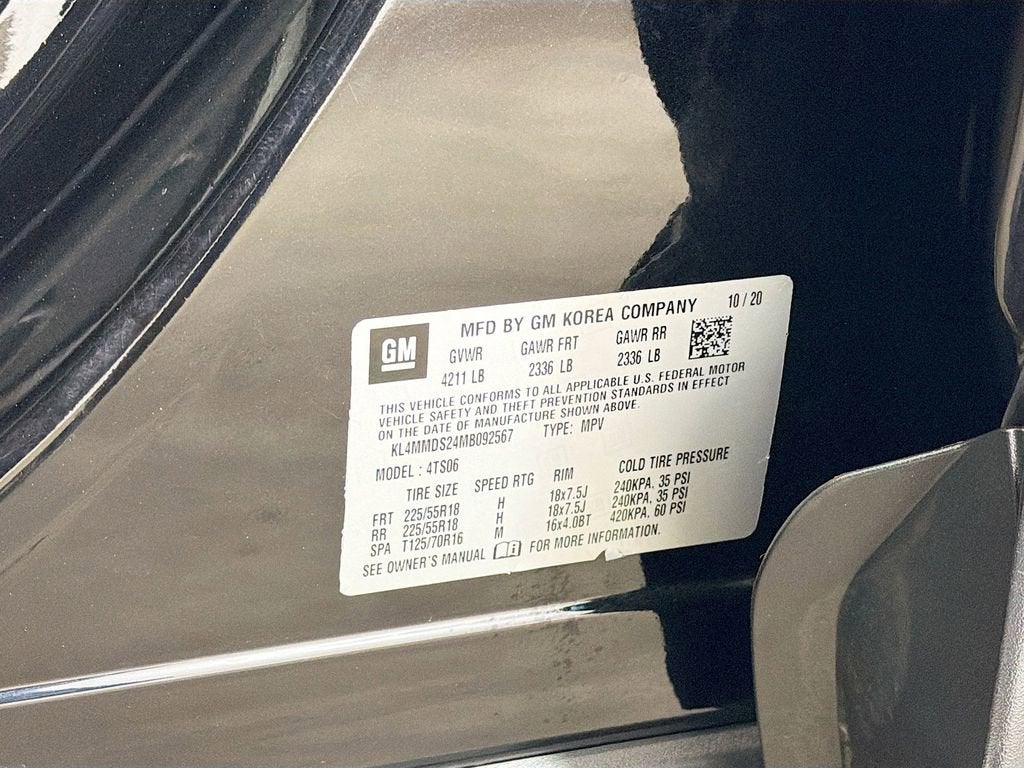 GM MFD BY GM KOREA COMPANY 10/20
GVWR GAWR FRT GAWR RR
4211 LB 2336 LB 2336 LB
THIS VEHICLE CONFORMS TO ALL APPLICABLE U.S. FEDERAL MOTOR
VEHICLE SAFETY AND THEFT PREVENTION STANDARDS IN EFFECT
ON THE DATE OF MANUFACTURE SHOWN ABOVE.
KL4MMDS24MB092567 TYPE: MPV
MODEL : 4TS06
TIRE SIZE SPEED RTG RIM COLD TIRE PRESSURE
FRT 225/55R18 H 18x7.5J 240KPA. 35 PSI
RR 225/55R18 H 18x7.5J 240KPA. 35 PSI
SPA T125/70R16 M 16x4.0BT 420KPA. 60 PSI
SEE OWNER'S MANUAL FOR MORE INFORMATION.